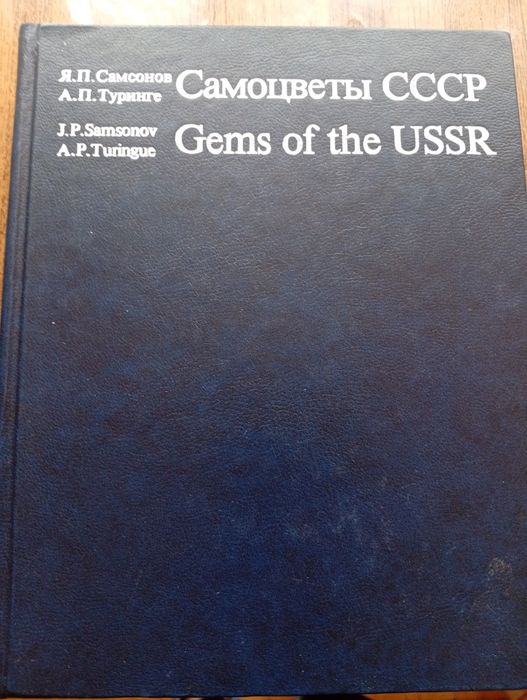 Я.П.Самсонов
А.П.Туринге
Самоцветы СССР
J.P.Samsonov
A.P.Turingue
Gems of the USSR